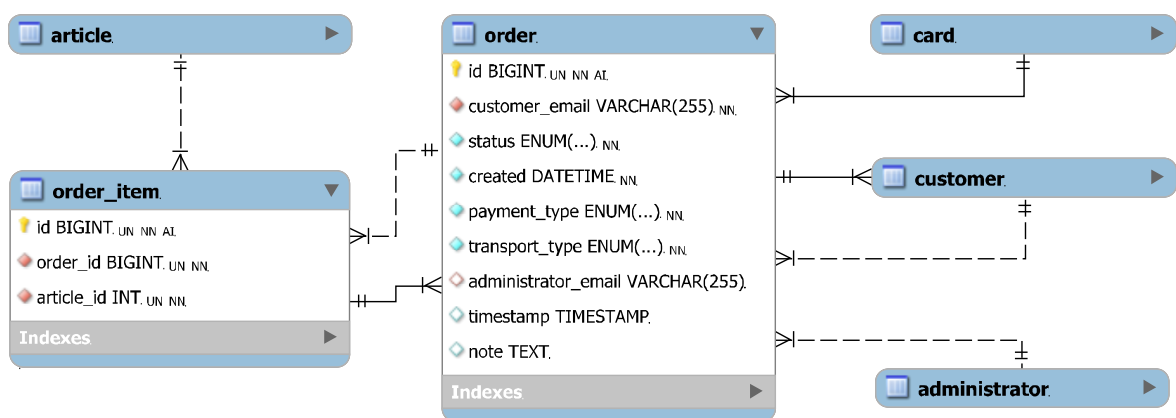 article
order_item
id BIGINT UN NN AI
order_id BIGINT UN NN
article_id INT UN NN
Indexes
order
id BIGINT UN NN AI
customer_email VARCHAR(255) NN
status ENUM(...) NN
created DATETIME NN
payment_type ENUM(...) NN
transport_type ENUM(...) NN
administrator_email VARCHAR(255)
timestamp TIMESTAMP
note TEXT
Indexes
card
customer
administrator